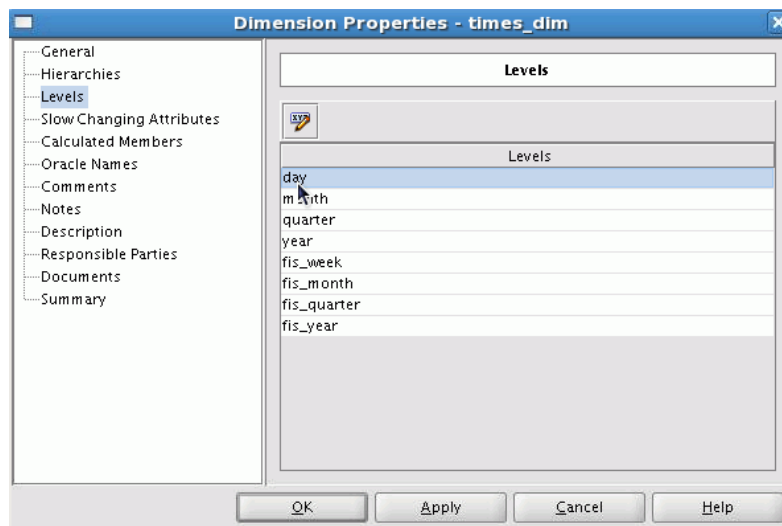 Dimension Properties - times_dim
General
Hierarchies
Levels
Slow Changing Attributes
Calculated Members
Oracle Names
Comments
Notes
Description
Responsible Parties
Documents
Summary
Levels
Levels
day
month
quarter
year
fis_week
fis_month
fis_quarter
fis_year
OK
Apply
Cancel
Help